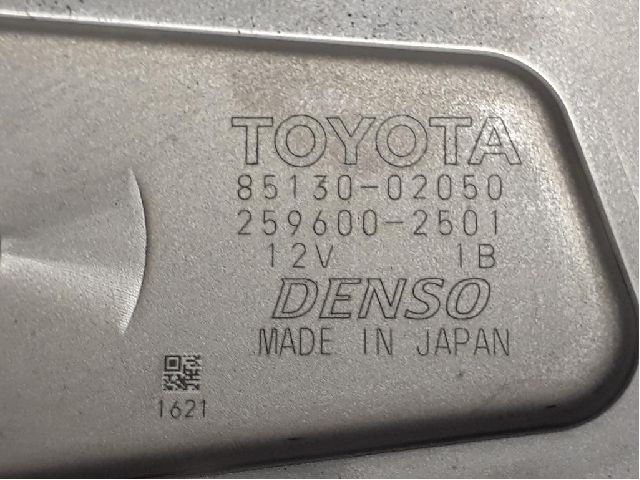 TOYOTA
85130-02050
259600-2501
12V 1B
DENSO
MADE IN JAPAN
1621